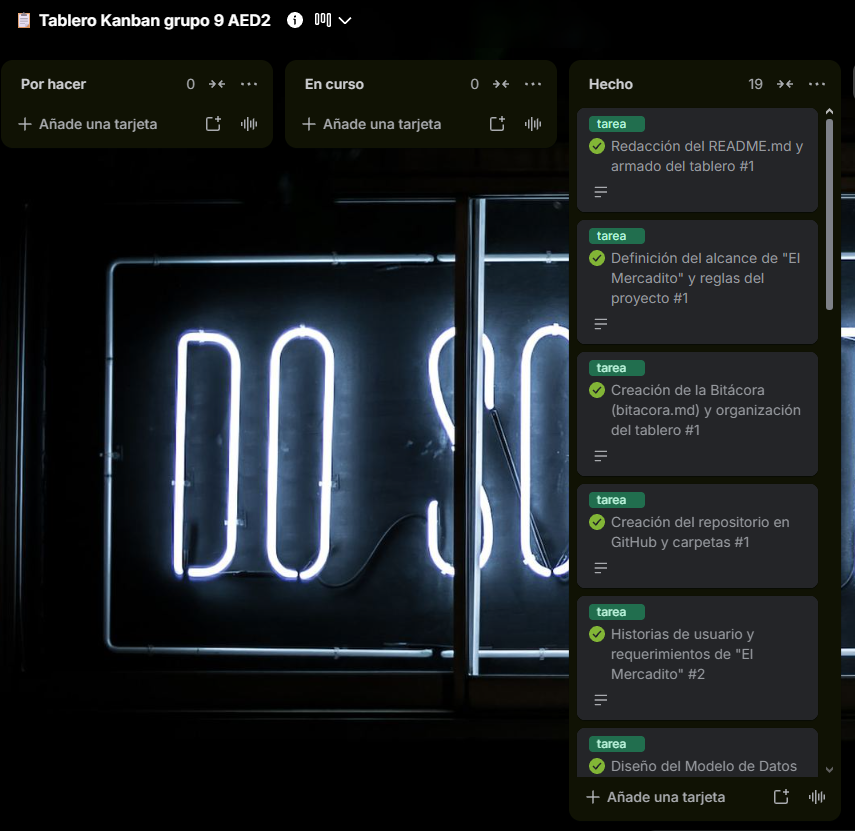 Tablero Kanban grupo 9 AED2
Por hacer 0
Añade una tarjeta
En curso 0
Añade una tarjeta
Hecho 19
tarea
Redacción del README.md y
armado del tablero #1
tarea
Definición del alcance de "El
Mercadito" y reglas del
proyecto #1
tarea
Creación de la Bitácora
(bitacora.md) y organización
del tablero #1
tarea
Creación del repositorio en
GitHub y carpetas #1
tarea
Historias de usuario y
requerimientos de "El
Mercadito" #2
tarea
Diseño del Modelo de Datos
Añade una tarjeta
DO SO